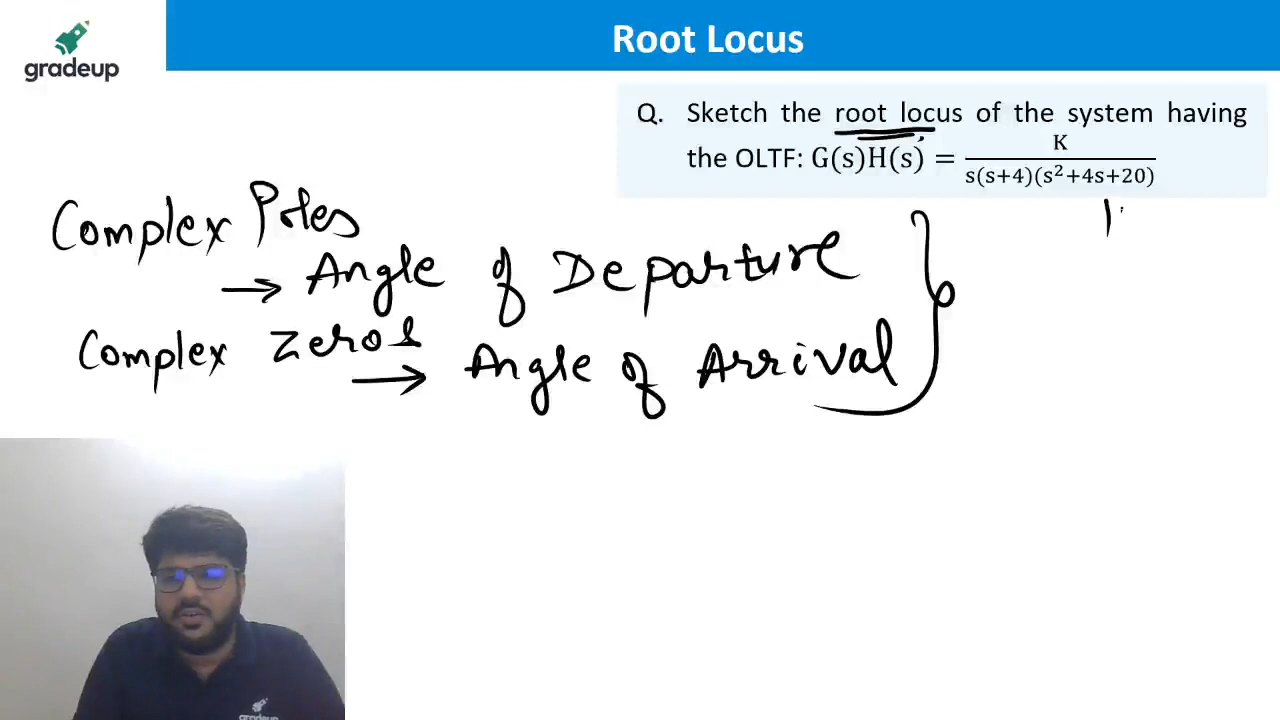 gradeup
Root Locus
Q. Sketch the root locus of the system having
the OLTF: G(s)H(s) = K / s(s+4)(s²+4s+20)
Complex Poles
→ Angle of Departure
Complex Zeros
→ Angle of Arrival
gradeup